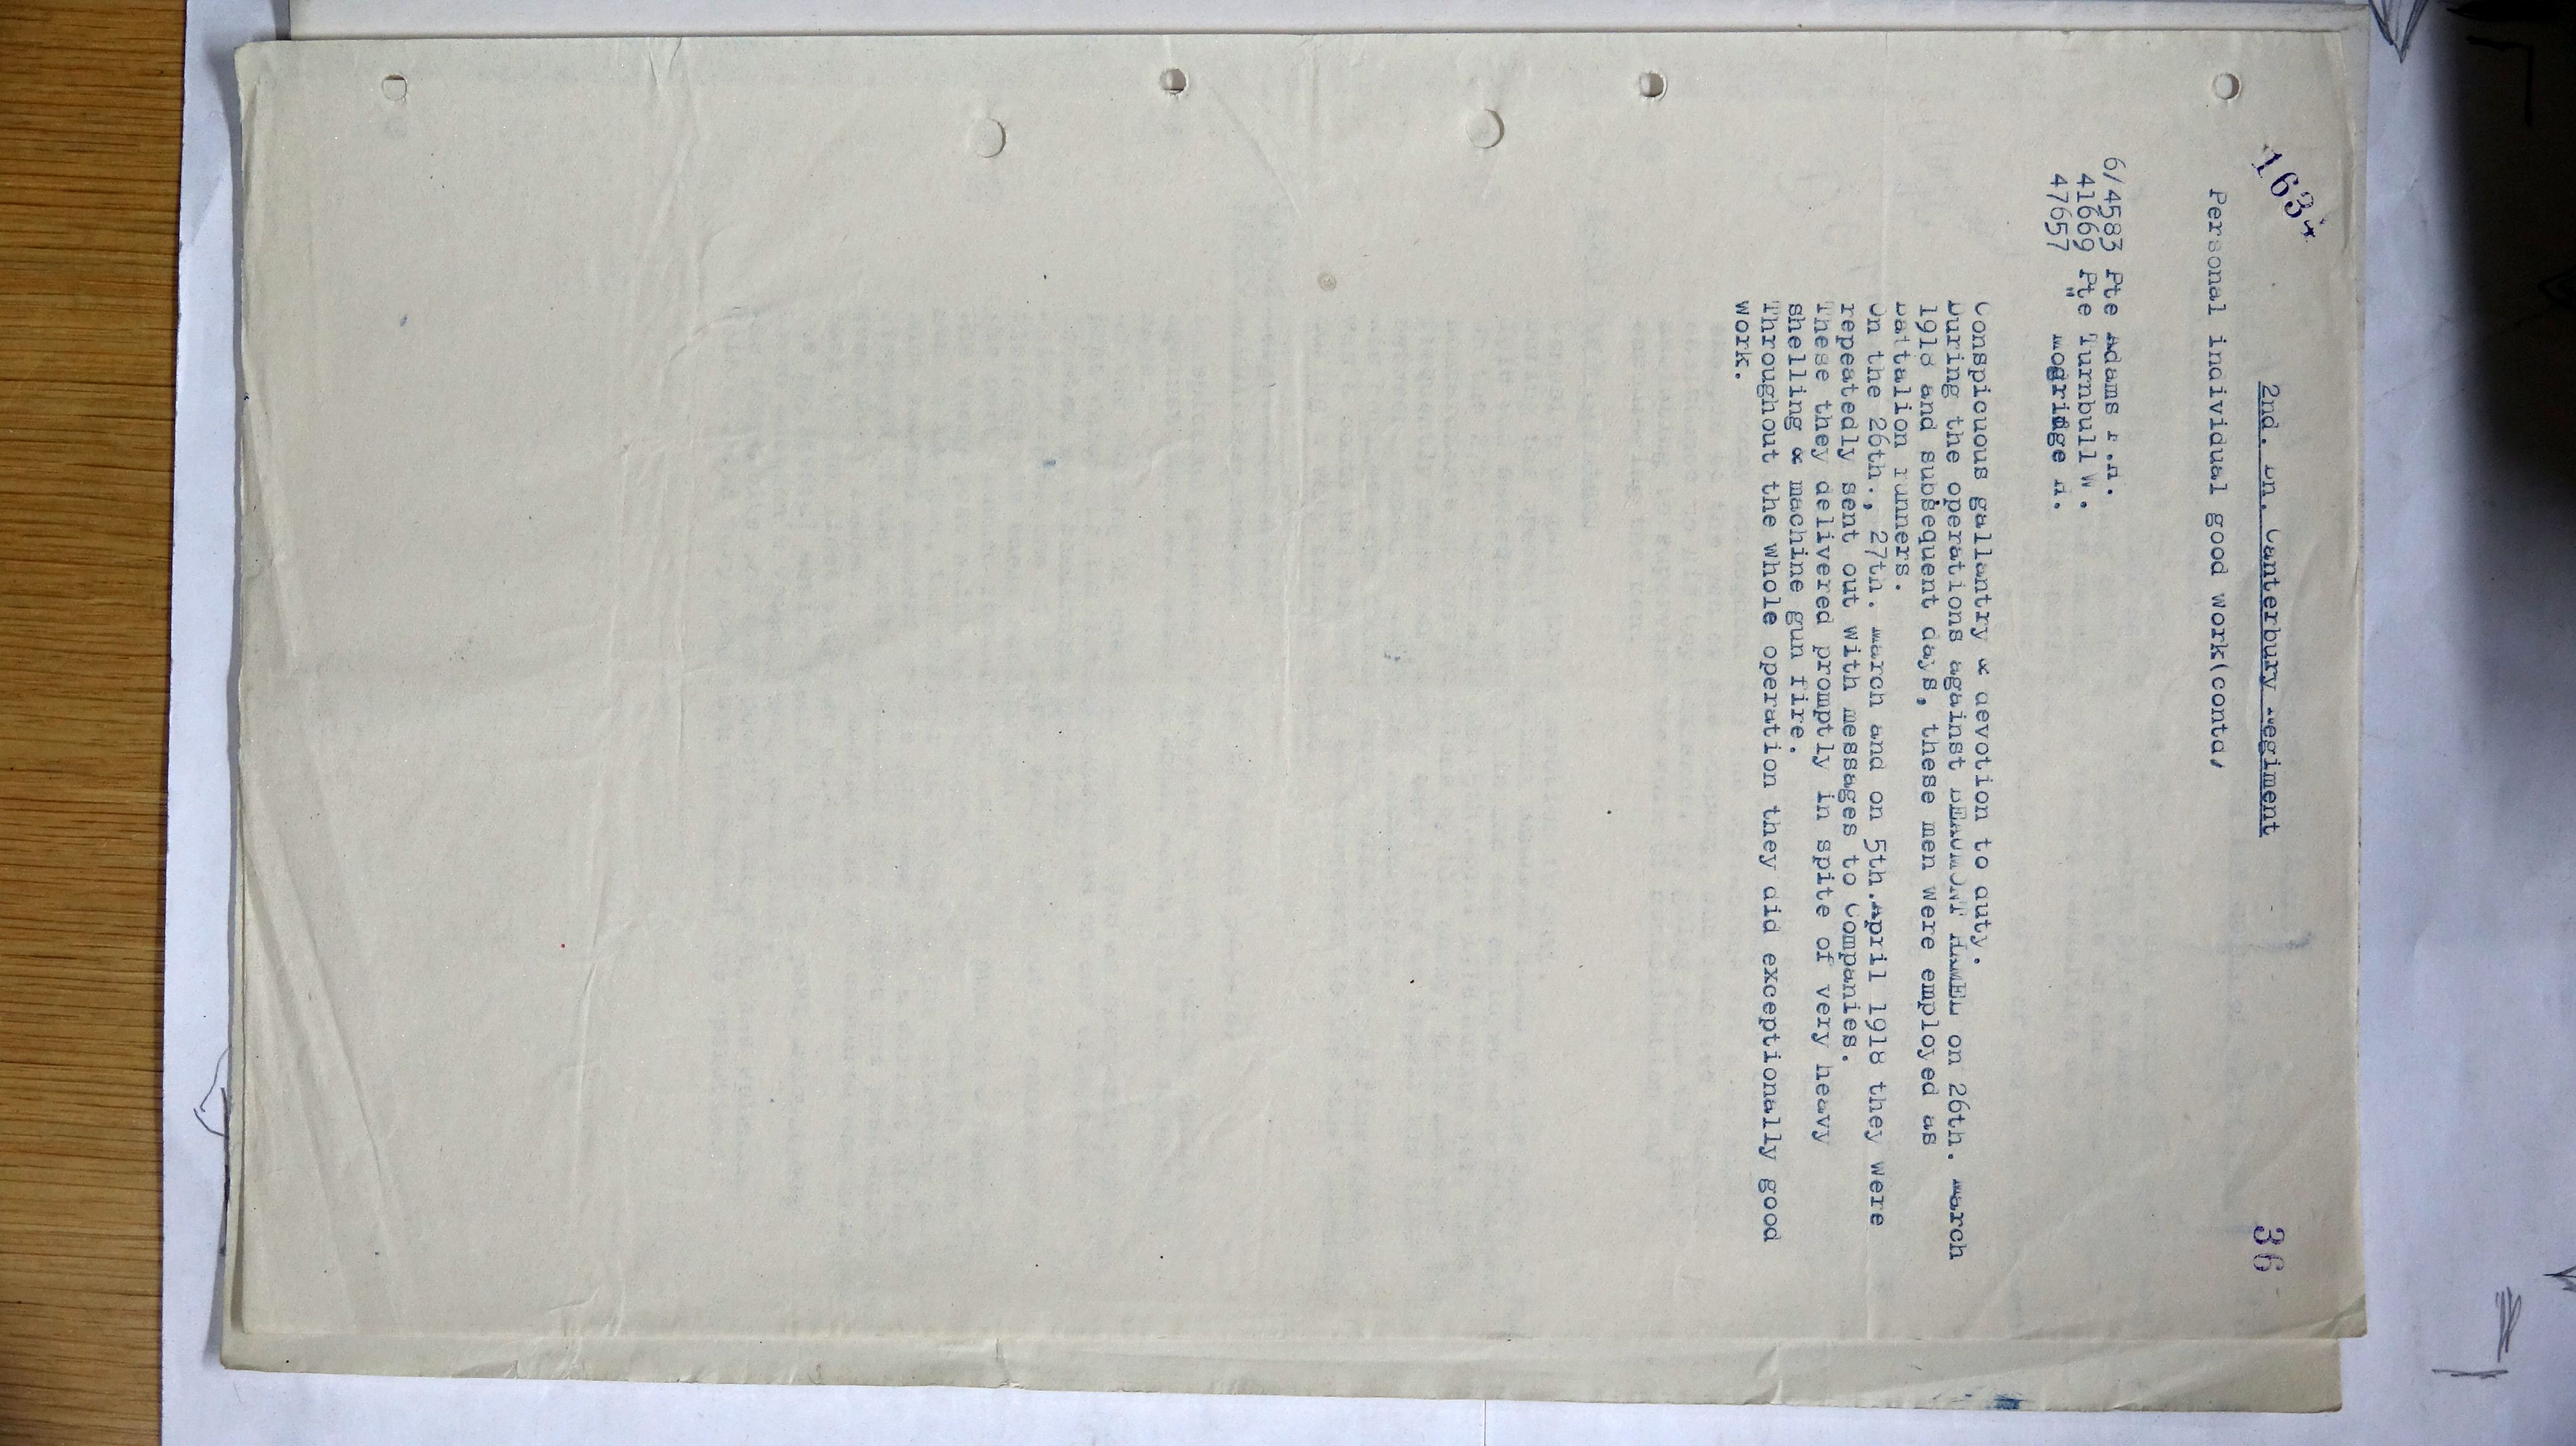 163
36
2nd. Bn. Canterbury Regiment
Personal individual good work(contd)
6/4583 Pte Adams F.H.
41669 Pte Turnbull W.
47657 " Mogridge H.
Conspicuous gallantry & devotion to duty.
During the operations against BEAUMONT HAMEL on 26th. March
1918 and subsequent days, these men were employed as
Battalion runners.
On the 26th., 27th. March and on 5th.April 1918 they were
repeatedly sent out with messages to Companies.
These they delivered promptly in spite of very heavy
shelling & machine gun fire.
Throughout the whole operation they did exceptionally good
work.